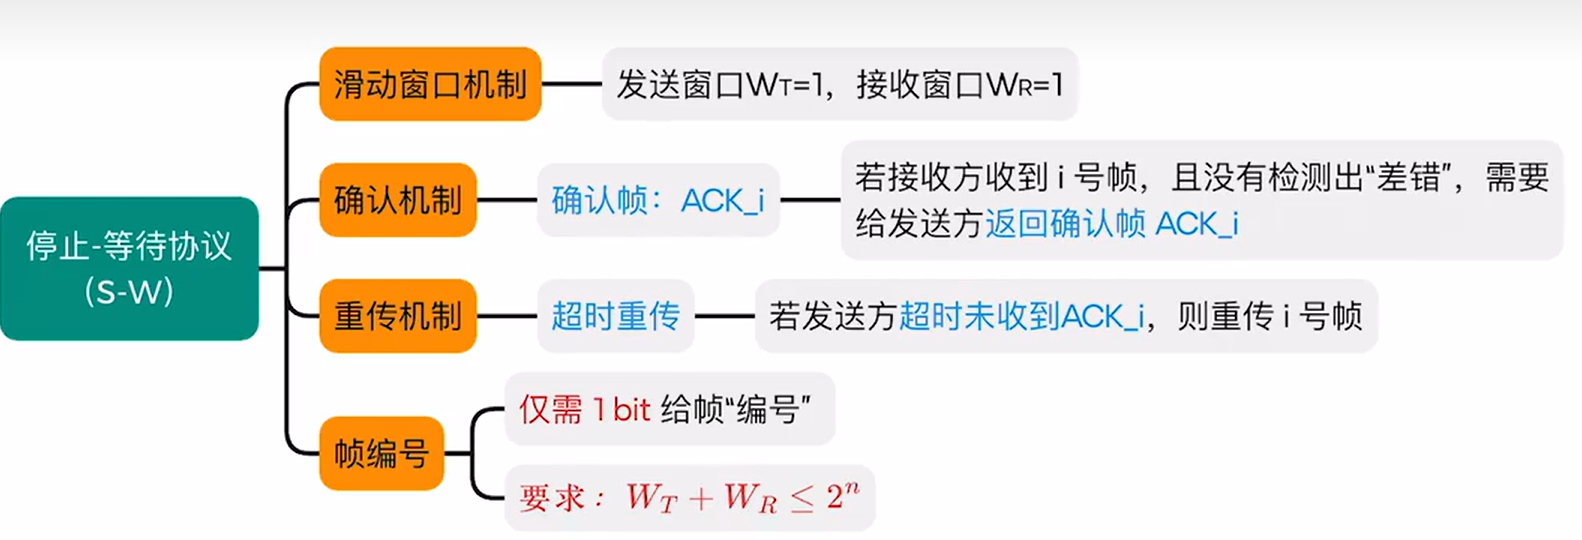 停止-等待协议
(S-W)
滑动窗口机制
发送窗口WT=1，接收窗口WR=1
确认机制
确认帧：ACK_i
若接收方收到 i 号帧，且没有检测出“差错”，需要
给发送方返回确认帧 ACK_i
重传机制
超时重传
若发送方超时未收到ACK_i，则重传 i 号帧
帧编号
仅需 1 bit 给帧“编号”
要求：W_T + W_R ≤ 2^n